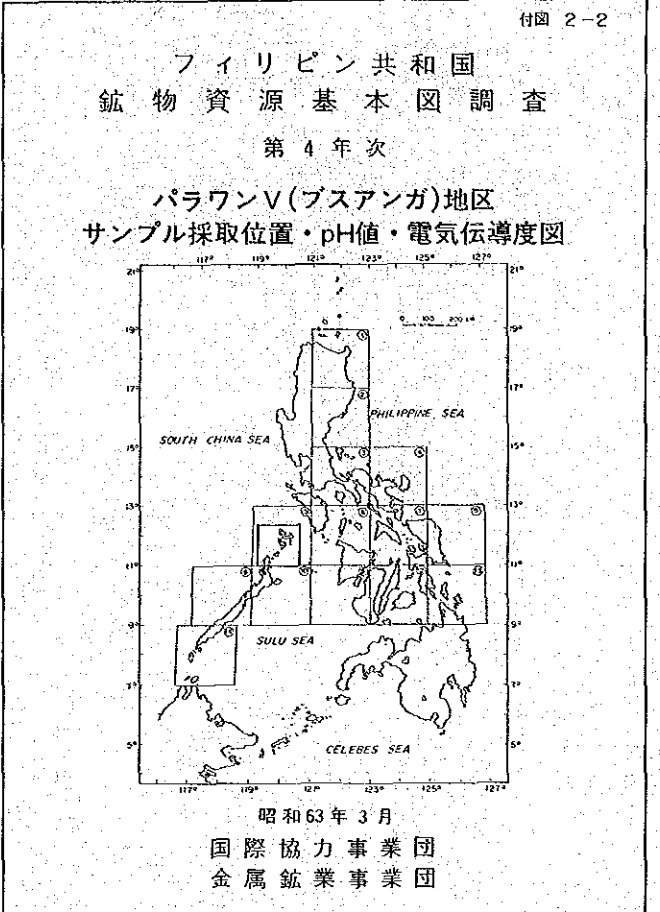 付図 2-2
フィリピン共和国
鉱物資源基本図調査
第4年次
パラワンV(ブスアンガ)地区
サンプル採取位置・pH値・電気伝導度図
117° 119° 121° 123° 125° 127°
21° 21°
0 100 200 km
19° 19°
17° 17°
PHILIPPINE SEA
SOUTH CHINA SEA
15° 15°
13° 13°
11° 11°
9° 9°
SULU SEA
7° 7°
5° 5°
CELEBES SEA
117° 119° 121° 123° 125° 127°
昭和63年3月
国際協力事業団
金属鉱業事業団